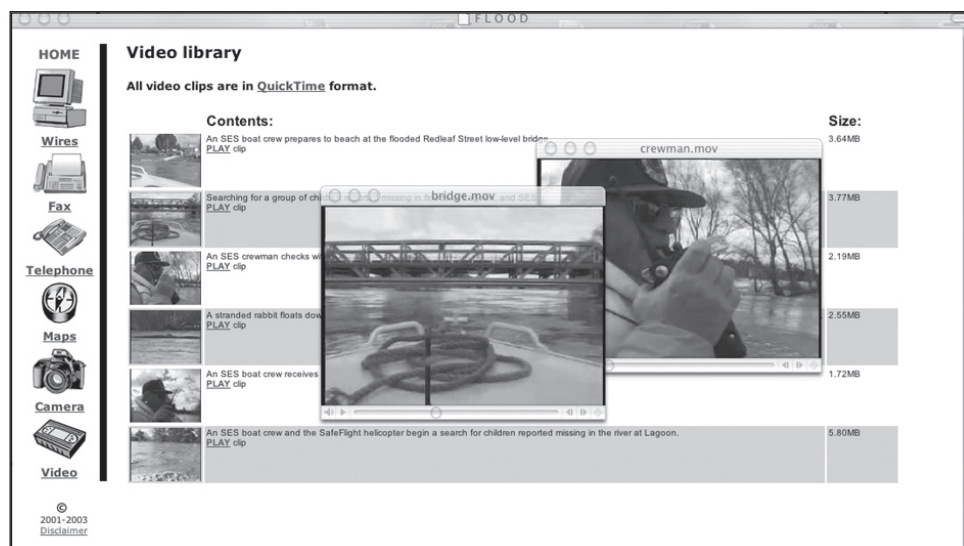 FLOOD
HOME
Wires
Fax
Telephone
Maps
Camera
Video
©
2001-2003
Disclaimer
Video library
All video clips are in QuickTime format.
Contents:
Size:
An SES boat crew prepares to beach at the flooded Redleaf Street low-level bridge
PLAY clip
3.64MB
Searching for a group of missing in and SES
PLAY clip
3.77MB
An SES crewman checks
PLAY clip
2.19MB
A stranded rabbit floats
PLAY clip
2.55MB
An SES boat crew receives
PLAY clip
1.72MB
An SES boat crew and the SafeFlight helicopter begin a search for children reported missing in the river at Lagoon.
PLAY clip
5.80MB
crewman.mov
bridge.mov